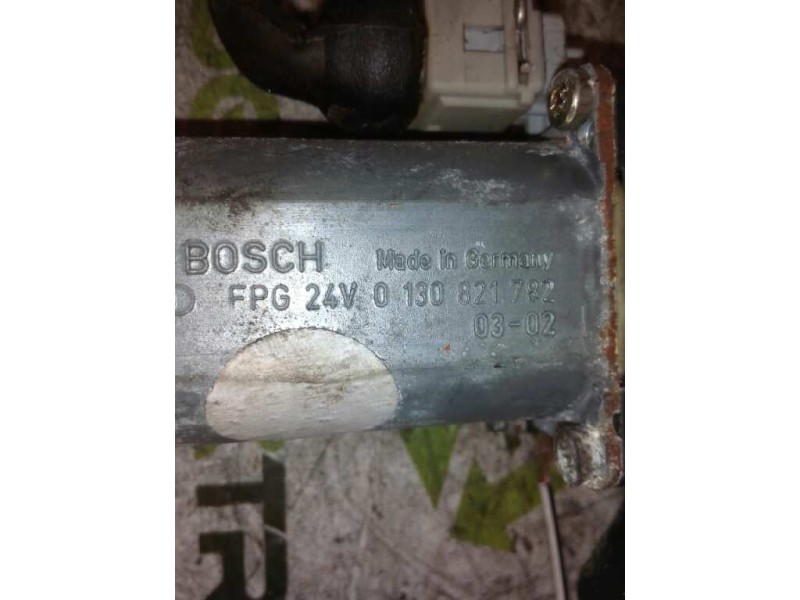 BOSCH Made in Germany
FPG 24V 0 130 821 782
03-02